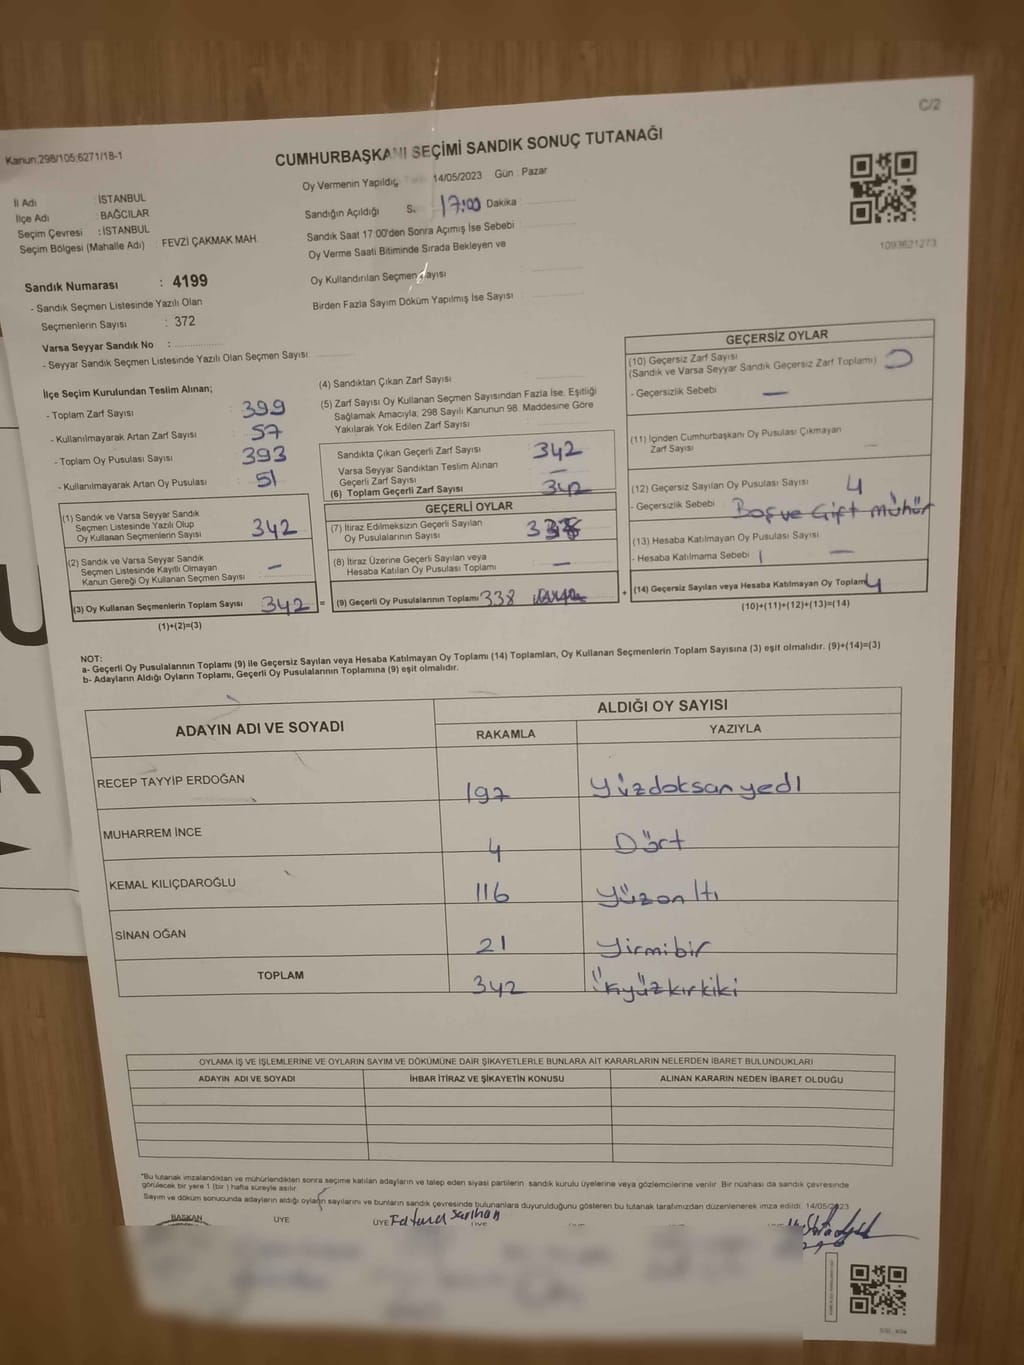 C/2
Kanun:298/105;6271/18-1
CUMHURBAŞKANI SEÇİMİ SANDIK SONUÇ TUTANAĞI
İl Adı : İSTANBUL
İlçe Adı : BAĞCILAR
Seçim Çevresi : İSTANBUL
Seçim Bölgesi (Mahalle Adı) : FEVZİ ÇAKMAK MAH.
Oy Vermenin Yapıldığı 14/05/2023 Gün : Pazar
Sandığın Açıldığı S. 17:00 Dakika :
Sandık Saat 17:00'den Sonra Açımış İse Sebebi
Oy Verme Saati Bitiminde Sırada Bekleyen ve
Oy Kullandırılan Seçmen Sayısı
Birden Fazla Sayım Döküm Yapılmış İse Sayısı :
1093621273
Sandık Numarası : 4199
- Sandık Seçmen Listesinde Yazılı Olan
Seçmenlerin Sayısı : 372
Varsa Seyyar Sandık No :
- Seyyar Sandık Seçmen Listesinde Yazılı Olan Seçmen Sayısı:
İlçe Seçim Kurulundan Teslim Alınan;
- Toplam Zarf Sayısı : 399
- Kullanılmayarak Artan Zarf Sayısı : 57
- Toplam Oy Pusulası Sayısı : 393
- Kullanılmayarak Artan Oy Pusulası : 51
(1) Sandık ve Varsa Seyyar Sandık
Seçmen Listesinde Yazılı Olup
Oy Kullanan Seçmenlerin Sayısı 342
(2) Sandık ve Varsa Seyyar Sandık
Seçmen Listesinde Kayıtlı Olmayan
Kanun Gereği Oy Kullanan Seçmen Sayısı -
(3) Oy Kullanan Seçmenlerin Toplam Sayısı 342 =
(1)+(2)=(3)
(4) Sandıktan Çıkan Zarf Sayısı
(5) Zarf Sayısı Oy Kullanan Seçmen Sayısından Fazla İse, Eşitliği
Sağlamak Amacıyla, 298 Sayılı Kanunun 98. Maddesine Göre
Yakılarak Yok Edilen Zarf Sayısı
Sandıkta Çıkan Geçerli Zarf Sayısı 342
Varsa Seyyar Sandıktan Teslim Alınan
Geçerli Zarf Sayısı -
(6) Toplam Geçerli Zarf Sayısı 342
GEÇERLİ OYLAR
(7) İtiraz Edilmeksizin Geçerli Sayılan
Oy Pusulalarının Sayısı 338
(8) İtiraz Üzerine Geçerli Sayılan veya
Hesaba Katılan Oy Pusulası Toplamı -
(9) Geçerli Oy Pusulalarının Toplamı 338 +
GEÇERSİZ OYLAR
(10) Geçersiz Zarf Sayısı
(Sandık ve Varsa Seyyar Sandık Geçersiz Zarf Toplamı)
- Geçersizlik Sebebi -
(11) İçinden Cumhurbaşkanı Oy Pusulası Çıkmayan
Zarf Sayısı -
(12) Geçersiz Sayılan Oy Pusulası Sayısı 4
- Geçersizlik Sebebi : Boş ve Çift mühür
(13) Hesaba Katılmayan Oy Pusulası Sayısı
- Hesaba Katılmama Sebebi -
(14) Geçersiz Sayılan veya Hesaba Katılmayan Oy Toplamı 4
(10)+(11)+(12)+(13)=(14)
NOT:
a- Geçerli Oy Pusulalarının Toplamı (9) ile Geçersiz Sayılan veya Hesaba Katılmayan Oy Toplamı (14) Toplamları, Oy Kullanan Seçmenlerin Toplam Sayısına (3) eşit olmalıdır. (9)+(14)=(3)
b- Adayların Aldığı Oyların Toplamı, Geçerli Oy Pusulalarının Toplamına (9) eşit olmalıdır.
ADAYIN ADI VE SOYADI
ALDIĞI OY SAYISI
RAKAMLA YAZIYLA
RECEP TAYYİP ERDOĞAN 197 Yüzdoksan yedi
MUHARREM İNCE 4 Dört
KEMAL KILIÇDAROĞLU 116 Yüzon ltı
SİNAN OĞAN 21 Yirmibir
TOPLAM 342 kyüzkırkiki
OYLAMA İŞ VE İŞLEMLERİNE VE OYLARIN SAYIM VE DÖKÜMÜNE DAİR ŞİKAYETLERLE BUNLARA AİT KARARLARIN NELERDEN İBARET BULUNDUKLARI
ADAYIN ADI VE SOYADI İHBAR İTİRAZ VE ŞİKAYETİN KONUSU ALINAN KARARIN NEDEN İBARET OLDUĞU
"Bu tutanak imzalandıktan ve mühürlendikten sonra seçime katılan adayların ve talep eden siyasi partilerin sandık kurulu üyelerine veya gözlemcilerine verilir. Bir nüshası da sandık çevresinde
görülecek bir yere 1 (bir) hafta süreyle asılır.
Sayım ve döküm sonucunda adayların aldığı oyların sayılarını ve bunların sandık çevresinde bulunanlara duyurulduğunu gösteren bu tutanak tarafımızdan düzenlenerek imza edildi. 14/05/2023
BAŞKAN ÜYE ÜYE Fatma Sarıhan